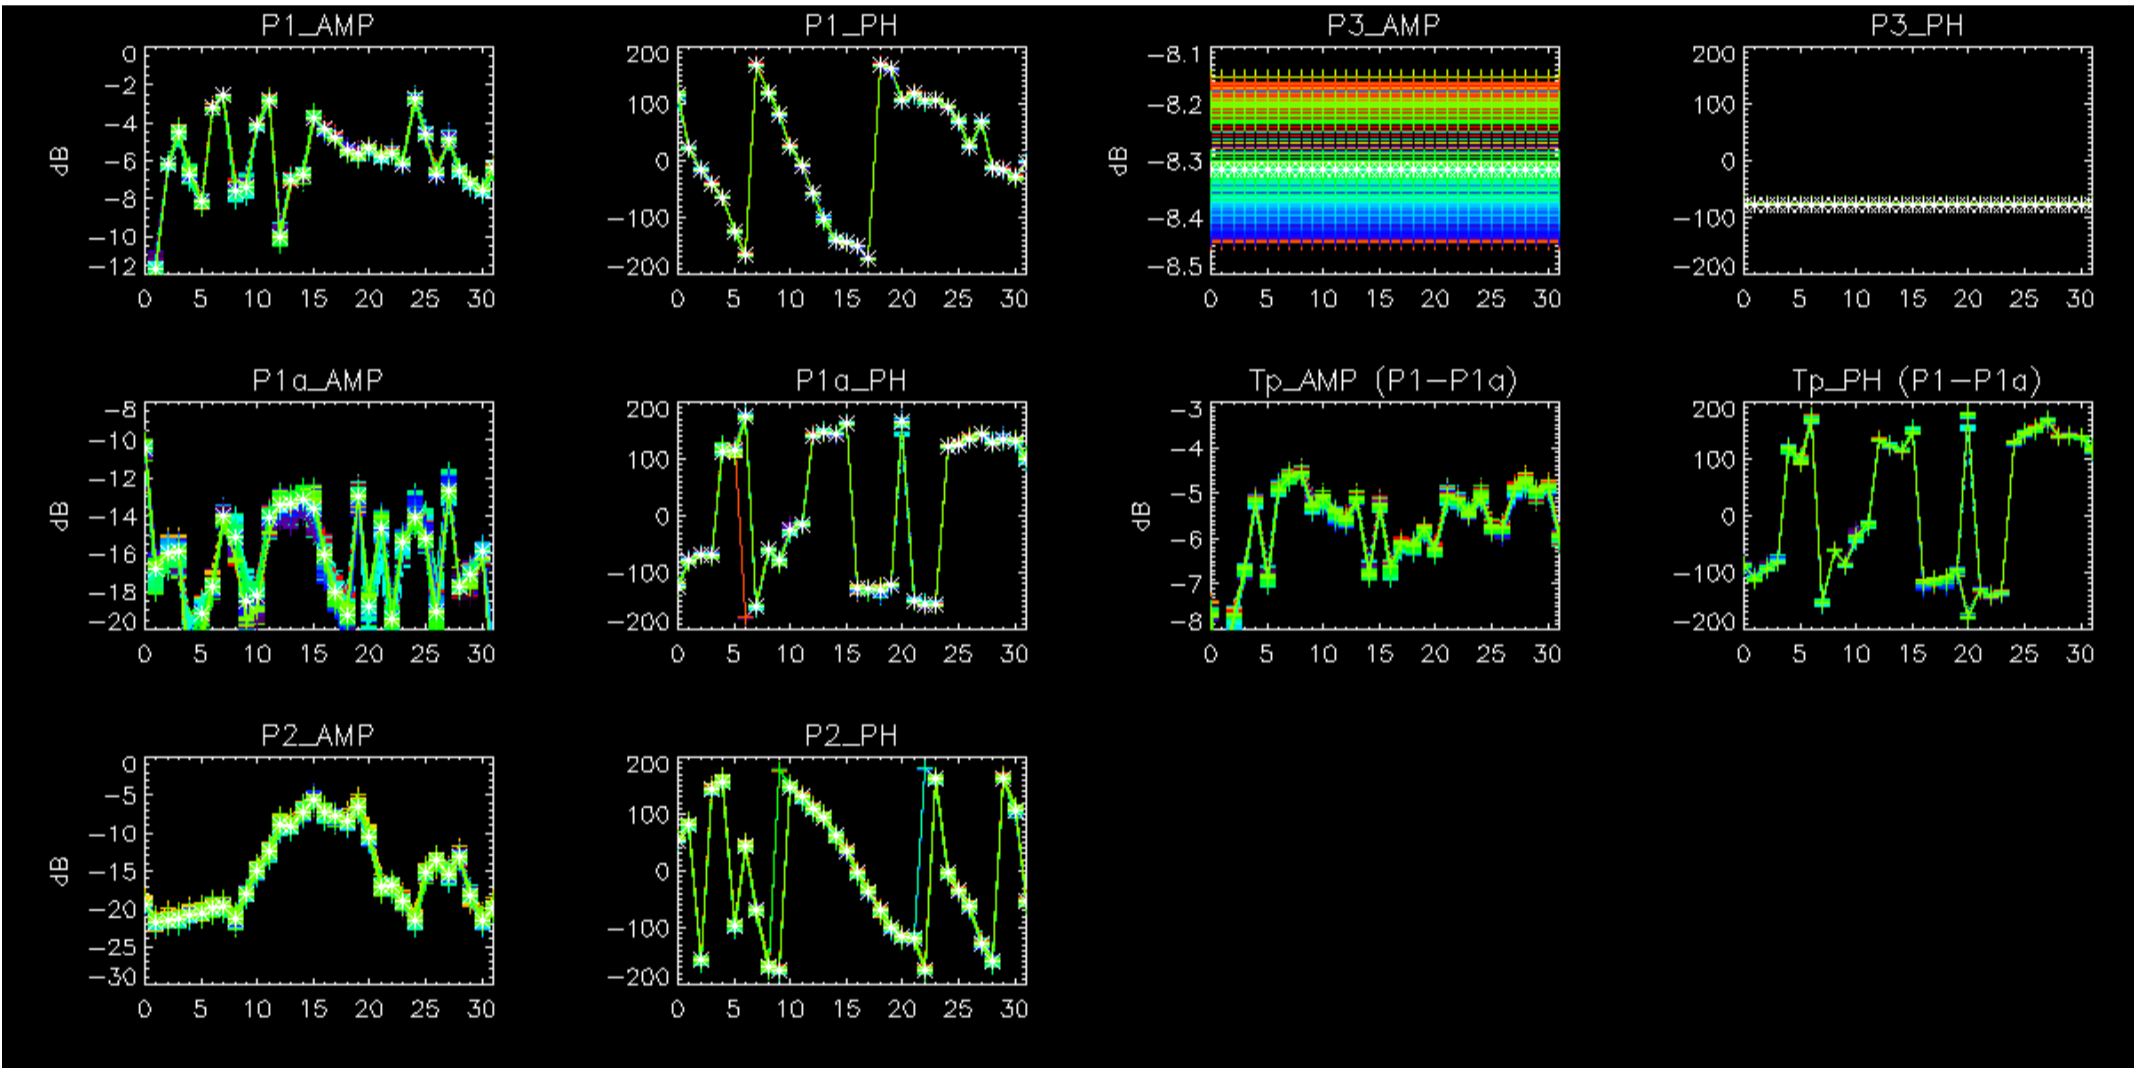 P1_AMP
P1_PH
P3_AMP
P3_PH
0
-2
-4
-6
-8
-10
-12
dB
0 5 10 15 20 25 30
200
100
0
-100
-200
0 5 10 15 20 25 30
-8.1
-8.2
-8.3
-8.4
-8.5
dB
0 5 10 15 20 25 30
200
100
0
-100
-200
0 5 10 15 20 25 30
P1a_AMP
P1a_PH
Tp_AMP (P1-P1a)
Tp_PH (P1-P1a)
-8
-10
-12
-14
-16
-18
-20
dB
0 5 10 15 20 25 30
200
100
0
-100
-200
0 5 10 15 20 25 30
-3
-4
-5
-6
-7
-8
dB
0 5 10 15 20 25 30
200
100
0
-100
-200
0 5 10 15 20 25 30
P2_AMP
P2_PH
0
-5
-10
-15
-20
-25
-30
dB
0 5 10 15 20 25 30
200
100
0
-100
-200
0 5 10 15 20 25 30